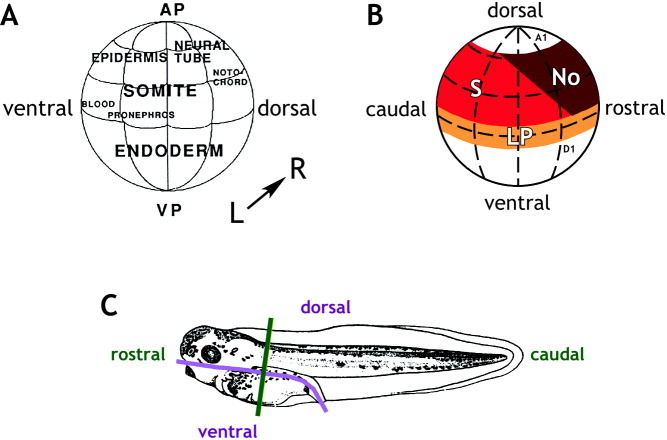 A
AP
EPIDERMIS
NEURAL
TUBE
NOTO-
CHORD
SOMITE
ventral
dorsal
BLOOD
PRONEPHROS
ENDODERM
VP
L
R
B
dorsal
A1
No
S
caudal
rostral
LP
D1
ventral
C
dorsal
rostral
caudal
ventral